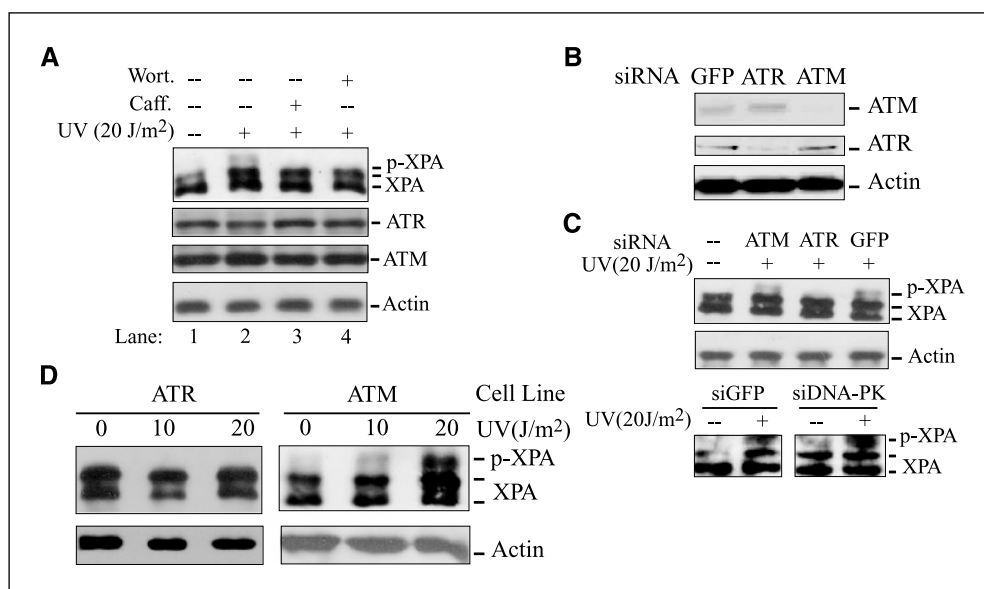 A
Wort. -- -- -- +
Caff. -- -- + --
UV (20 J/m²) -- + + +
p-XPA
XPA
ATR
ATM
Actin
Lane: 1 2 3 4
B
siRNA GFP ATR ATM
ATM
ATR
Actin
C
siRNA -- ATM ATR GFP
UV(20 J/m²) -- + + +
p-XPA
XPA
Actin
siGFP siDNA-PK
UV(20J/m²) -- + -- +
p-XPA
XPA
D
ATR ATM Cell Line
0 10 20 0 10 20 UV(J/m²)
p-XPA
XPA
Actin